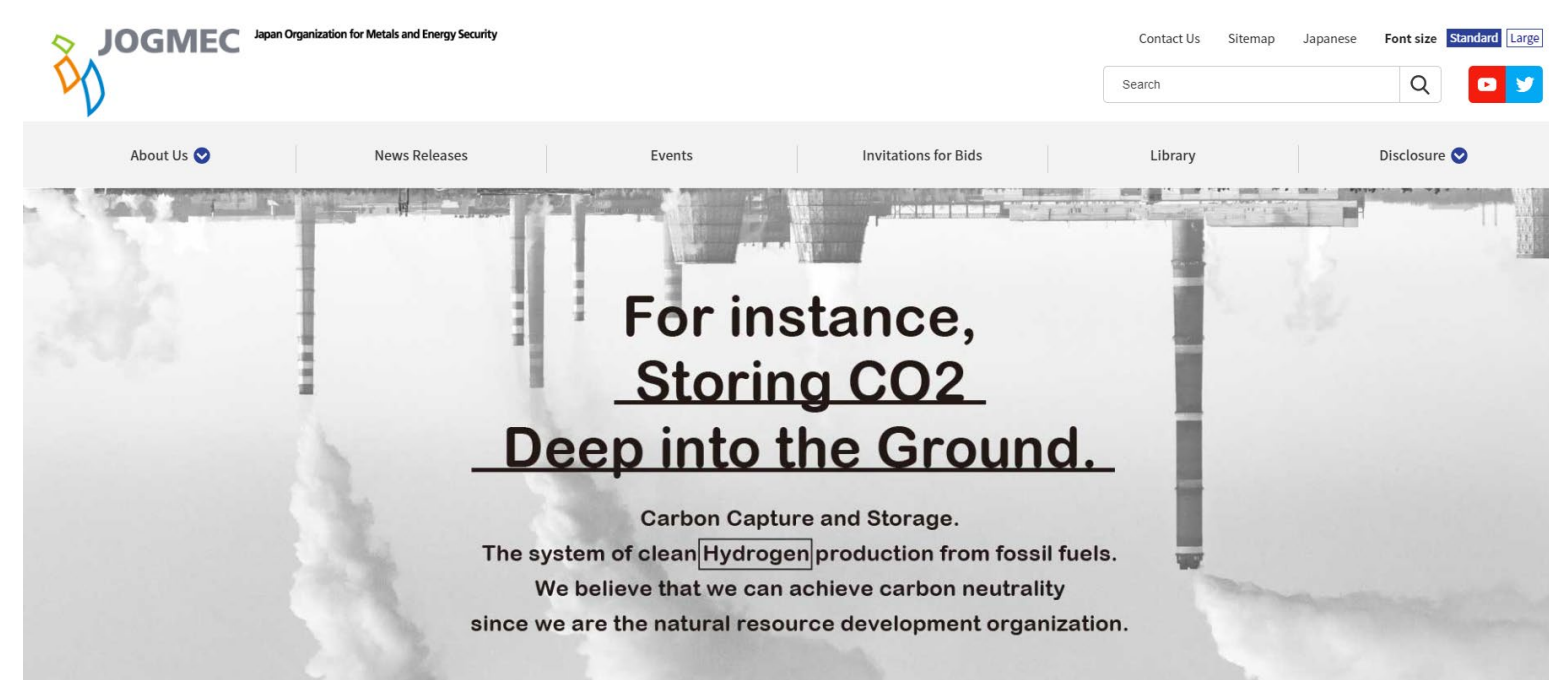 JOGMEC Japan Organization for Metals and Energy Security
Contact Us Sitemap Japanese Font size Standard Large
Search
About Us News Releases Events Invitations for Bids Library Disclosure
For instance,
Storing CO2
Deep into the Ground.
Carbon Capture and Storage.
The system of clean Hydrogen production from fossil fuels.
We believe that we can achieve carbon neutrality
since we are the natural resource development organization.